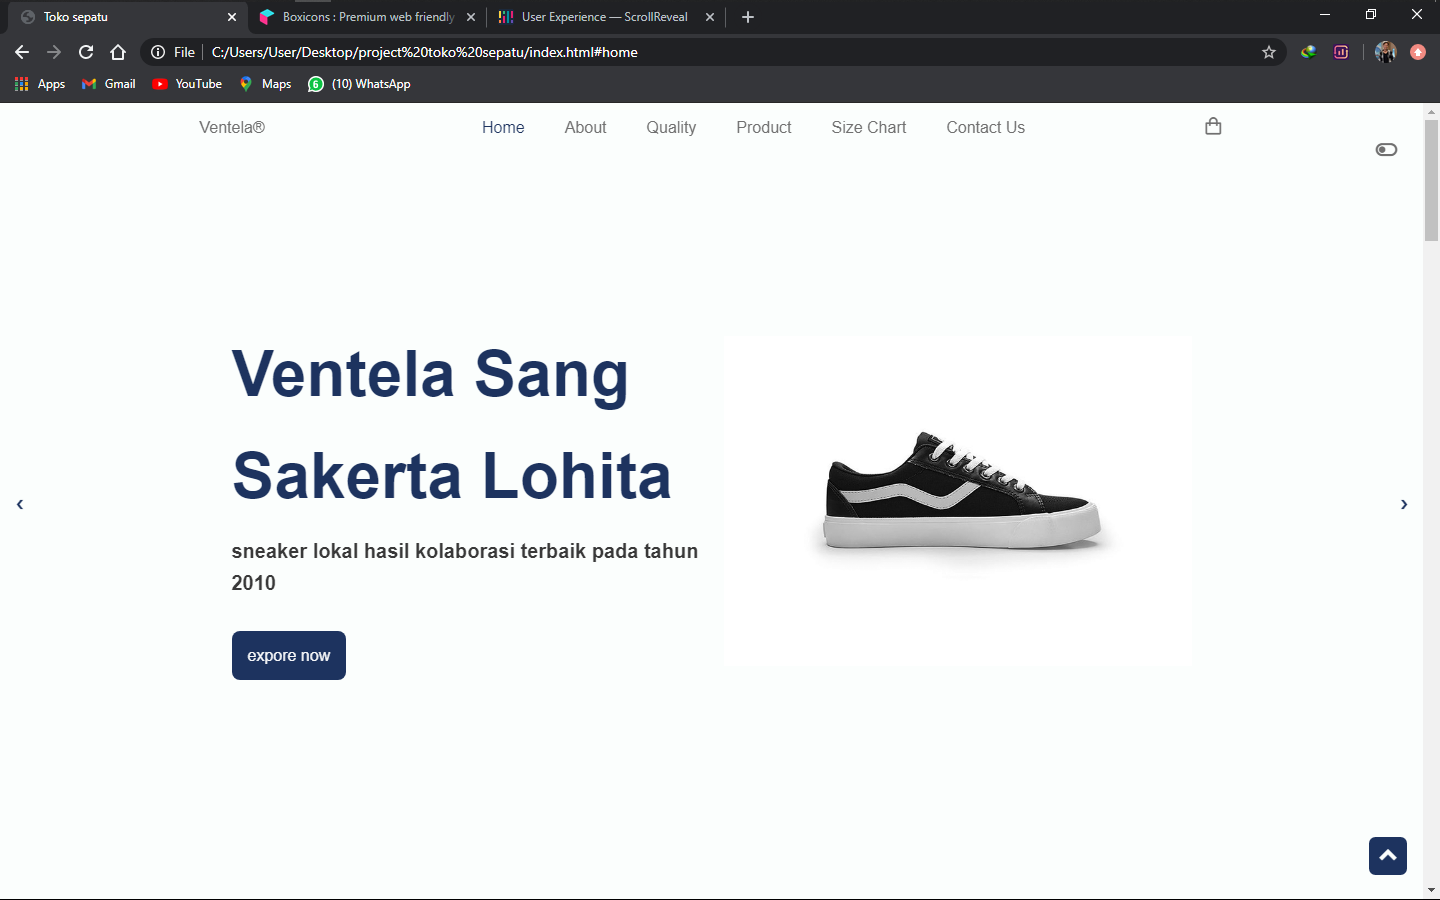 Toko sepatu
Boxicons : Premium web friendly
User Experience — ScrollReveal
File
C:/Users/User/Desktop/project%20toko%20sepatu/index.html#home
Apps
Gmail
YouTube
Maps
6
(10) WhatsApp
Ventela®
Home
About
Quality
Product
Size Chart
Contact Us
Ventela Sang
Sakerta Lohita
sneaker lokal hasil kolaborasi terbaik pada tahun
2010
expore now